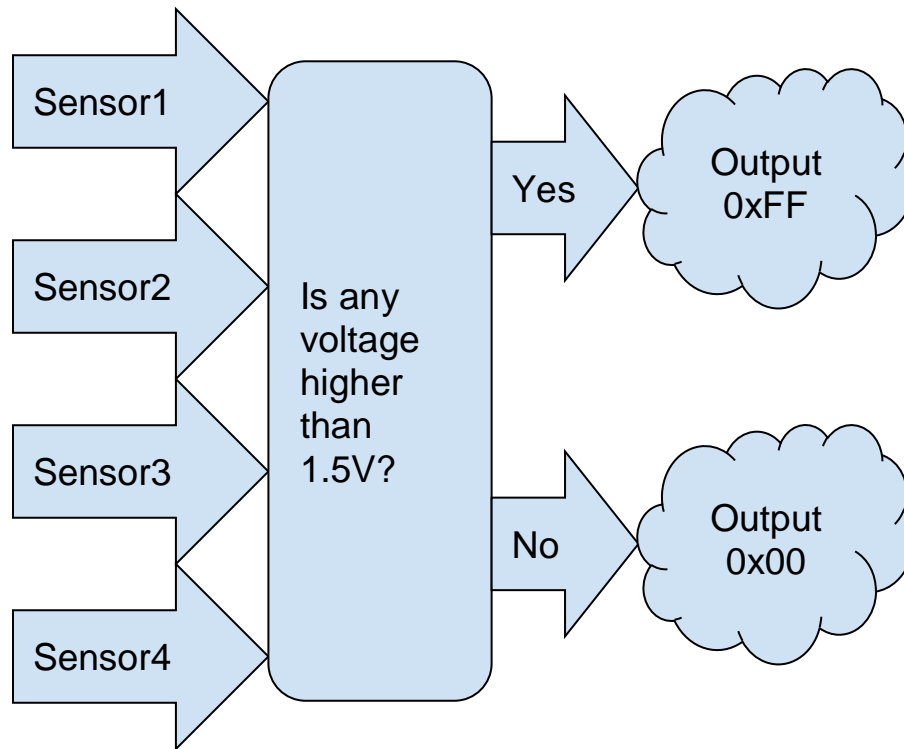 Sensor1
Sensor2
Sensor3
Sensor4
Is any
voltage
higher
than
1.5V?
Yes
Output
0xFF
No
Output
0x00